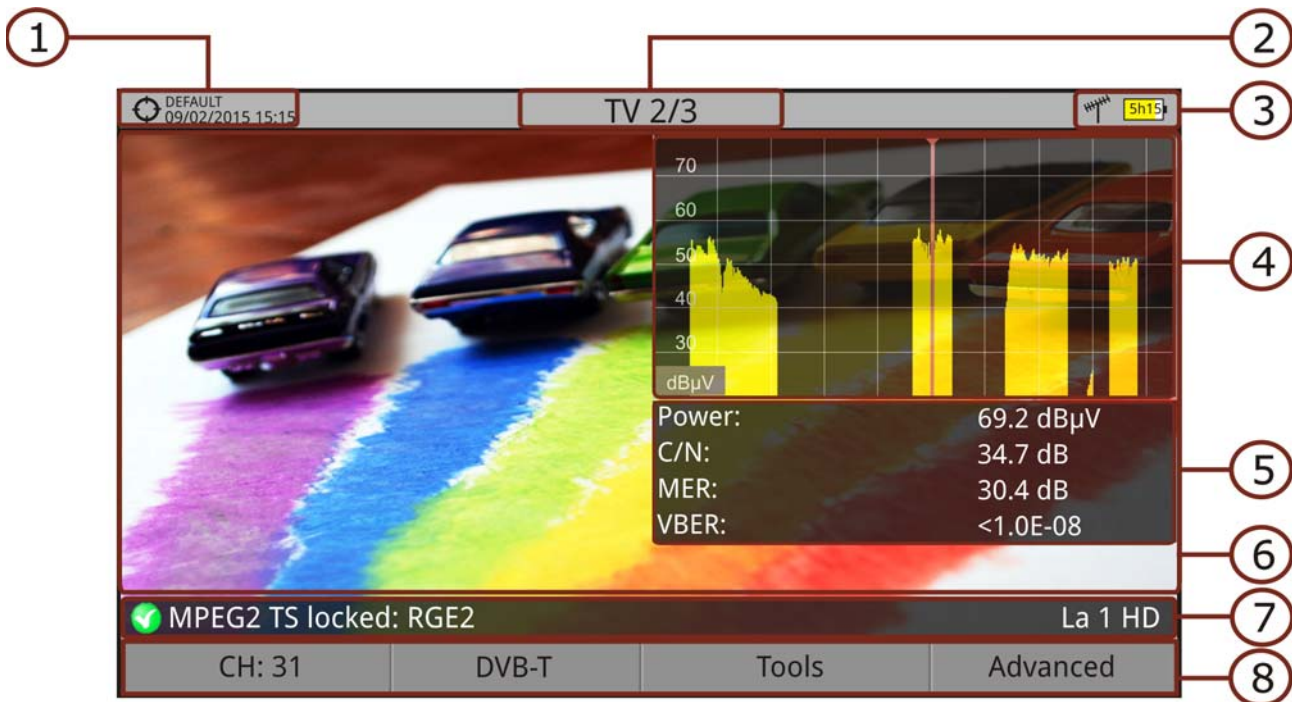 1
2
DEFAULT
09/02/2015 15:15
TV 2/3
5h15
3
70
60
50
40
30
dBµV
4
Power: 69.2 dBµV
C/N: 34.7 dB
MER: 30.4 dB
VBER: <1.0E-08
5
6
MPEG2 TS locked: RGE2 La 1 HD
7
CH: 31 DVB-T Tools Advanced
8